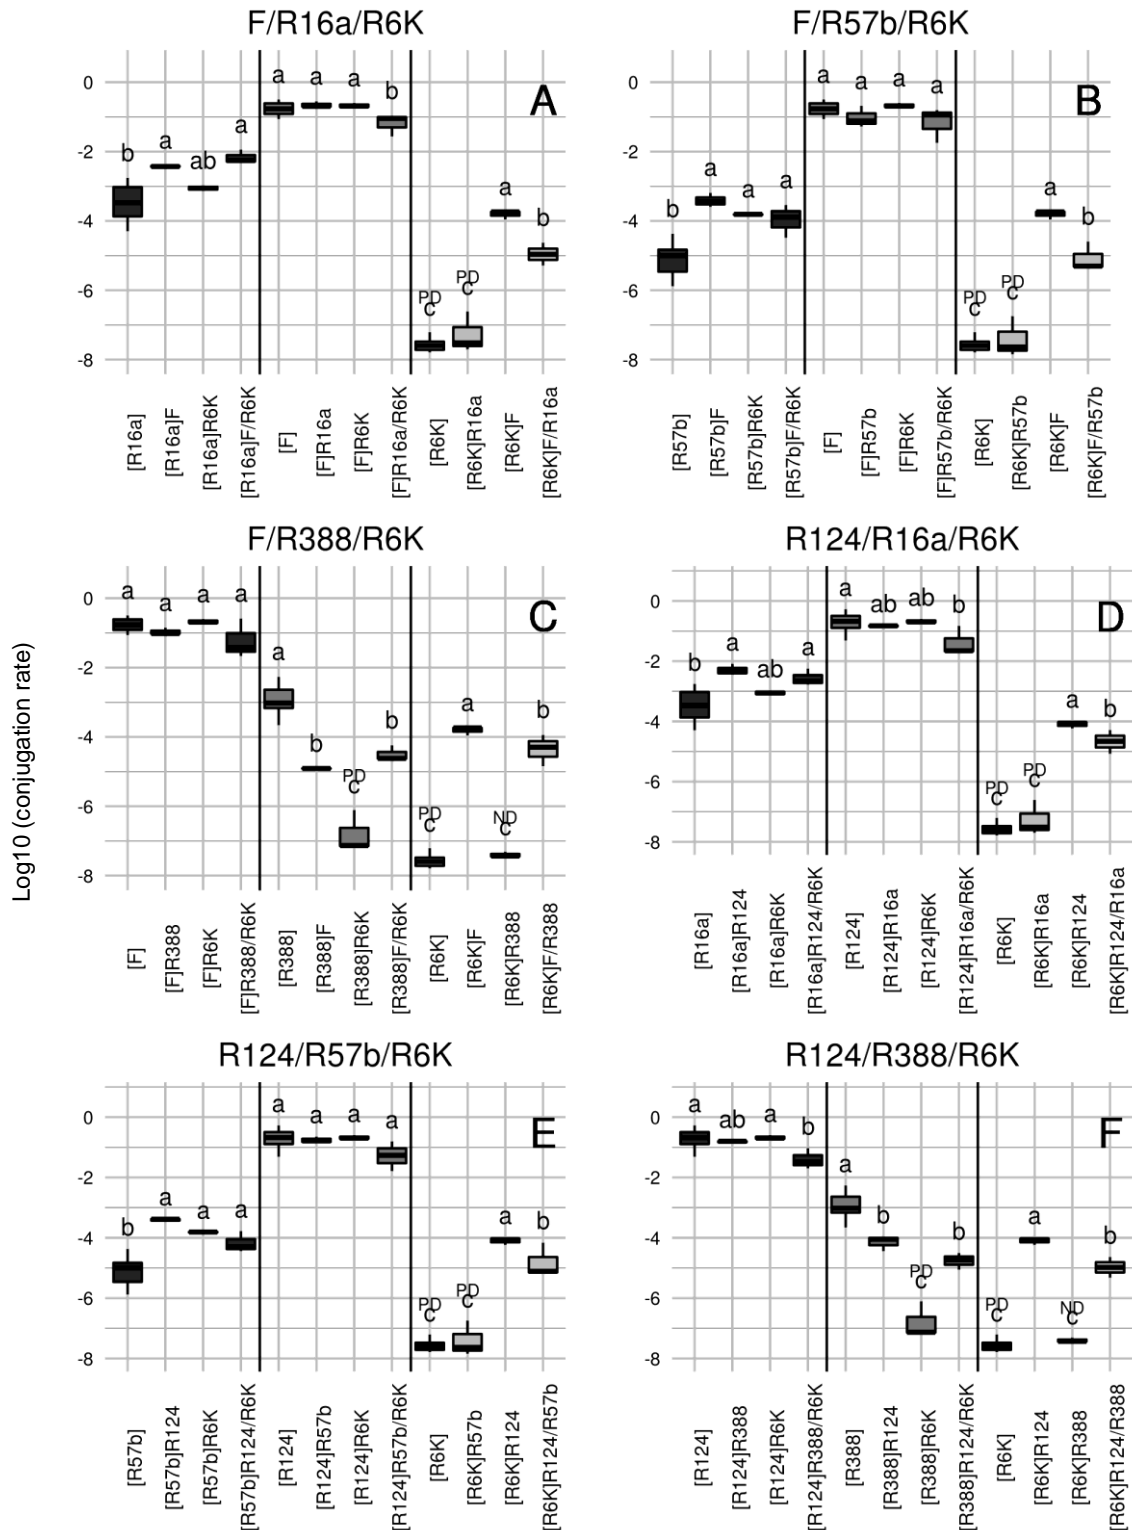 F/R16a/R6K
F/R57b/R6K
0
-2
-4
-6
-8
b
a
ab
a
a
a
a
b
PD
C
PD
C
a
b
A
[R16a]
[R16a]F
[R16a]R6K
[R16a]F/R6K
[F]
[F]R16a
[F]R6K
[F]R16a/R6K
[R6K]
[R6K]R16a
[R6K]F
[R6K]F/R16a
0
-2
-4
-6
-8
b
a
a
a
a
a
a
a
PD
C
PD
C
a
b
B
[R57b]
[R57b]F
[R57b]R6K
[R57b]F/R6K
[F]
[F]R57b
[F]R6K
[F]R57b/R6K
[R6K]
[R6K]R57b
[R6K]F
[R6K]F/R57b
Log10 (conjugation rate)
F/R388/R6K
R124/R16a/R6K
0
-2
-4
-6
-8
a
a
a
a
a
b
PD
C
b
PD
C
a
ND
C
b
C
[F]
[F]R388
[F]R6K
[F]R388/R6K
[R388]
[R388]F
[R388]R6K
[R388]F/R6K
[R6K]
[R6K]F
[R6K]R388
[R6K]F/R388
0
-2
-4
-6
-8
b
a
ab
a
a
ab
ab
b
PD
C
PD
C
a
b
D
[R16a]
[R16a]R124
[R16a]R6K
[R16a]R124/R6K
[R124]
[R124]R16a
[R124]R6K
[R124]R16a/R6K
[R6K]
[R6K]R16a
[R6K]R124
[R6K]R124/R16a
R124/R57b/R6K
R124/R388/R6K
0
-2
-4
-6
-8
b
a
a
a
a
a
a
a
PD
C
PD
C
a
b
E
[R57b]
[R57b]R124
[R57b]R6K
[R57b]R124/R6K
[R124]
[R124]R57b
[R124]R6K
[R124]R57b/R6K
[R6K]
[R6K]R57b
[R6K]R124
[R6K]R124/R57b
0
-2
-4
-6
-8
a
ab
a
b
a
b
PD
C
b
PD
C
a
ND
C
b
F
[R124]
[R124]R388
[R124]R6K
[R124]R388/R6K
[R388]
[R388]R124
[R388]R6K
[R388]R124/R6K
[R6K]
[R6K]R124
[R6K]R388
[R6K]R124/R388